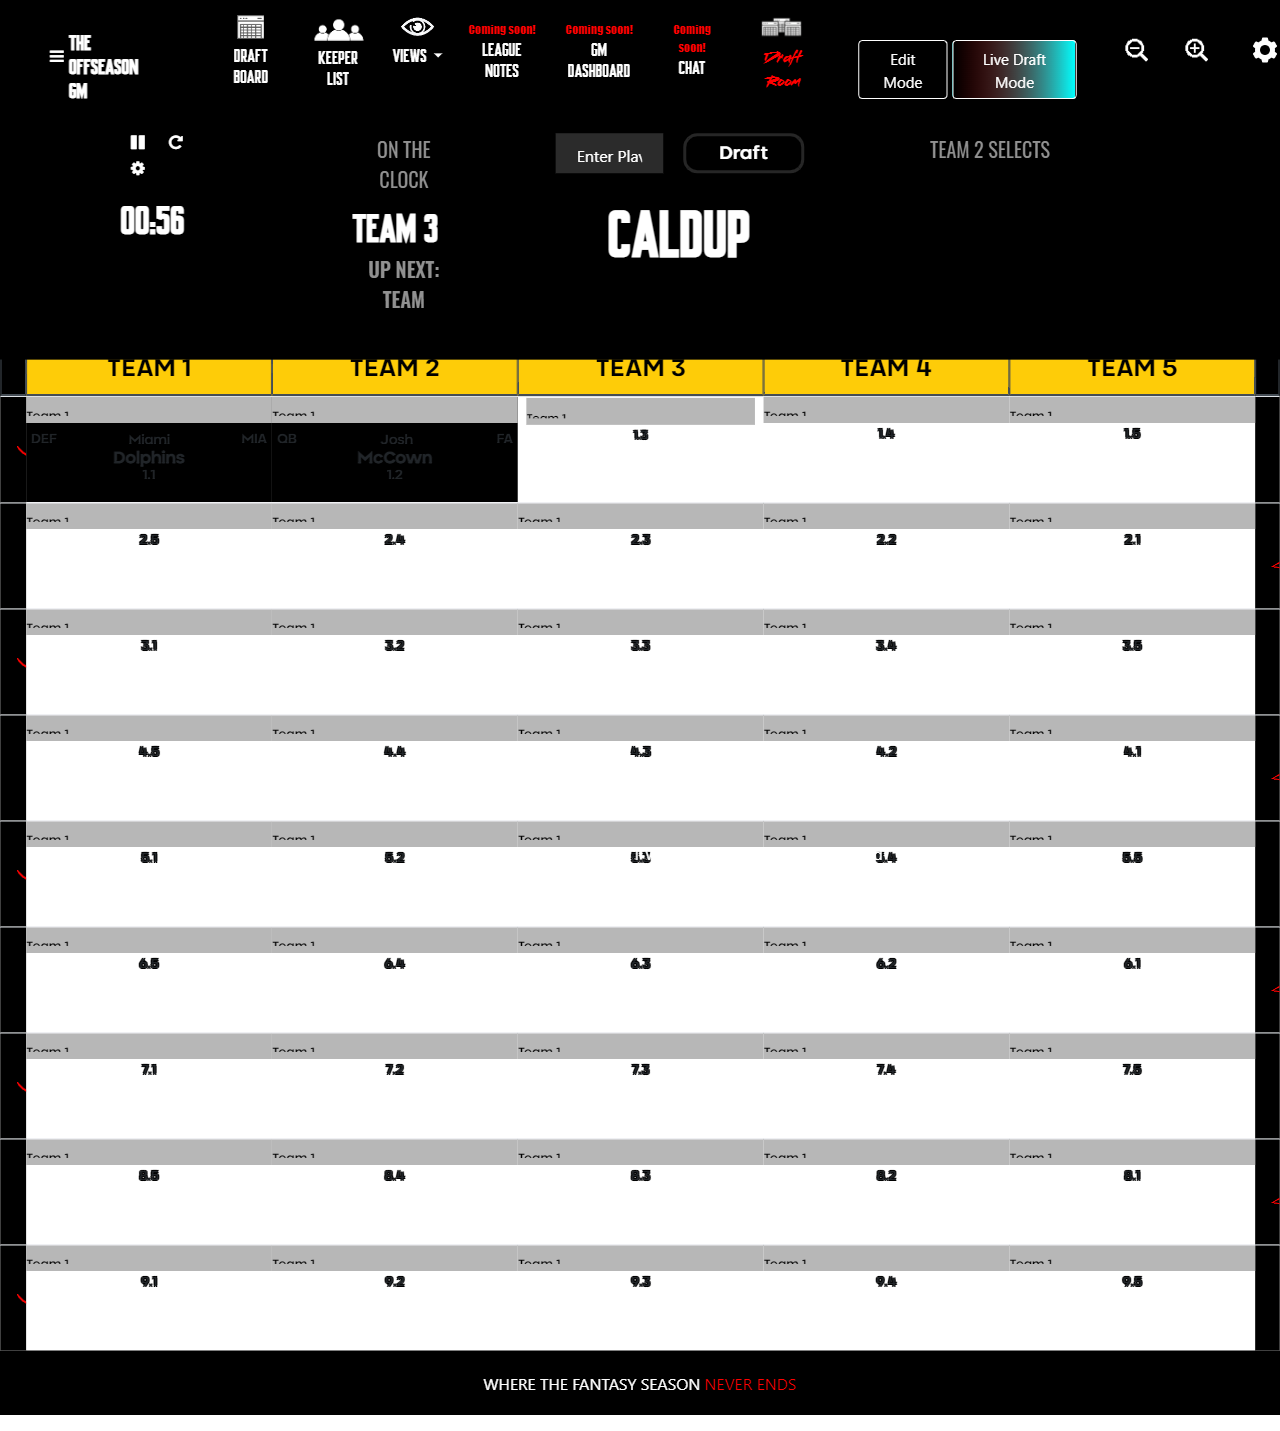 THE OFFSEASON GM
DRAFT BOARD
KEEPER LIST
VIEWS
Coming soon!
LEAGUE NOTES
Coming soon!
GM DASHBOARD
Coming soon!
CHAT
Draft Room
Edit Mode
Live Draft Mode
00:56
ON THE CLOCK
TEAM 3
UP NEXT: TEAM
Enter Play
Draft
CALDUP
TEAM 2 SELECTS
TEAM 1 TEAM 2 TEAM 3 TEAM 4 TEAM 5
Team 1 Team 1 Team 1 Team 1 Team 1
DEF Miami MIA QB Josh FA
Dolphins McCown
1.1 1.2 1.3 1.4 1.5
Team 1 Team 1 Team 1 Team 1 Team 1
2.5 2.4 2.3 2.2 2.1
Team 1 Team 1 Team 1 Team 1 Team 1
3.1 3.2 3.3 3.4 3.5
Team 1 Team 1 Team 1 Team 1 Team 1
4.5 4.4 4.3 4.2 4.1
Team 1 Team 1 Team 1 Team 1 Team 1
5.1 5.2 5.3 5.4 5.5
Team 1 Team 1 Team 1 Team 1 Team 1
6.5 6.4 6.3 6.2 6.1
Team 1 Team 1 Team 1 Team 1 Team 1
7.1 7.2 7.3 7.4 7.5
Team 1 Team 1 Team 1 Team 1 Team 1
8.5 8.4 8.3 8.2 8.1
Team 1 Team 1 Team 1 Team 1 Team 1
9.1 9.2 9.3 9.4 9.5
WHERE THE FANTASY SEASON NEVER ENDS